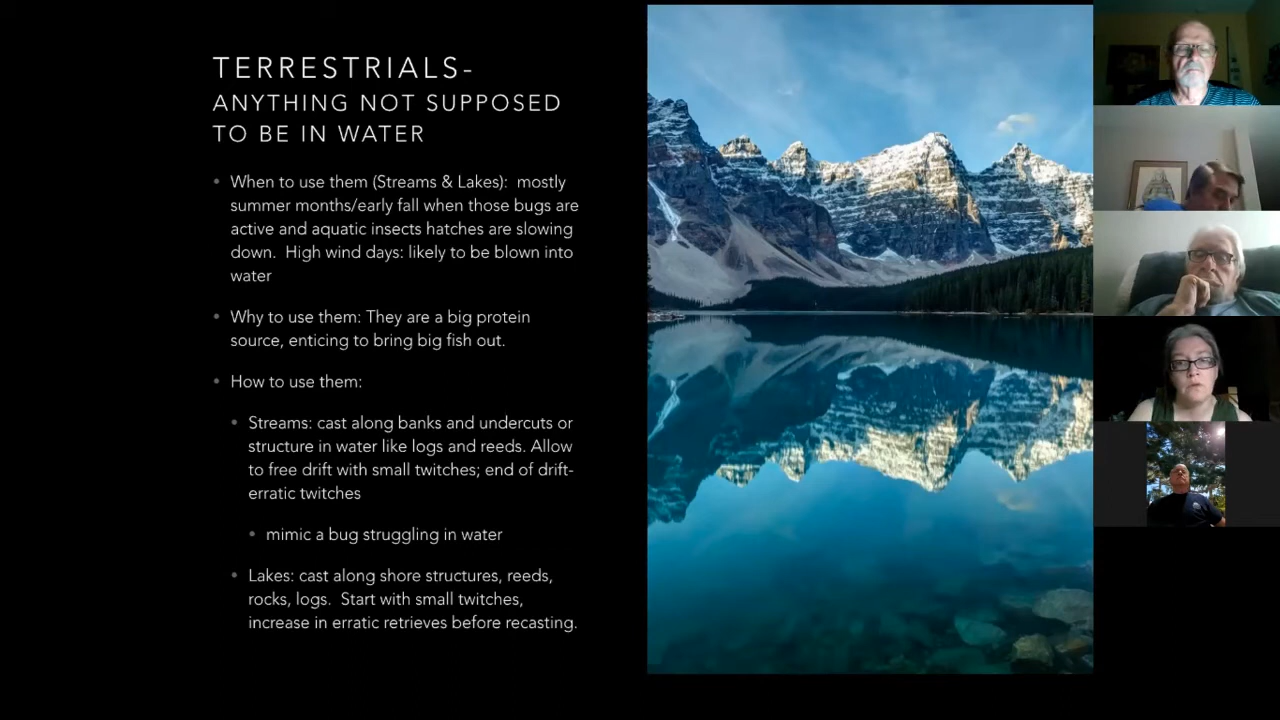 TERRESTRIALS-
ANYTHING NOT SUPPOSED
TO BE IN WATER
• When to use them (Streams & Lakes):  mostly
summer months/early fall when those bugs are
active and aquatic insects hatches are slowing
down.  High wind days: likely to be blown into
water
• Why to use them: They are a big protein
source, enticing to bring big fish out.
• How to use them:
• Streams: cast along banks and undercuts or
structure in water like logs and reeds. Allow
to free drift with small twitches; end of drift-
erratic twitches
• mimic a bug struggling in water
• Lakes: cast along shore structures, reeds,
rocks, logs.  Start with small twitches,
increase in erratic retrieves before recasting.